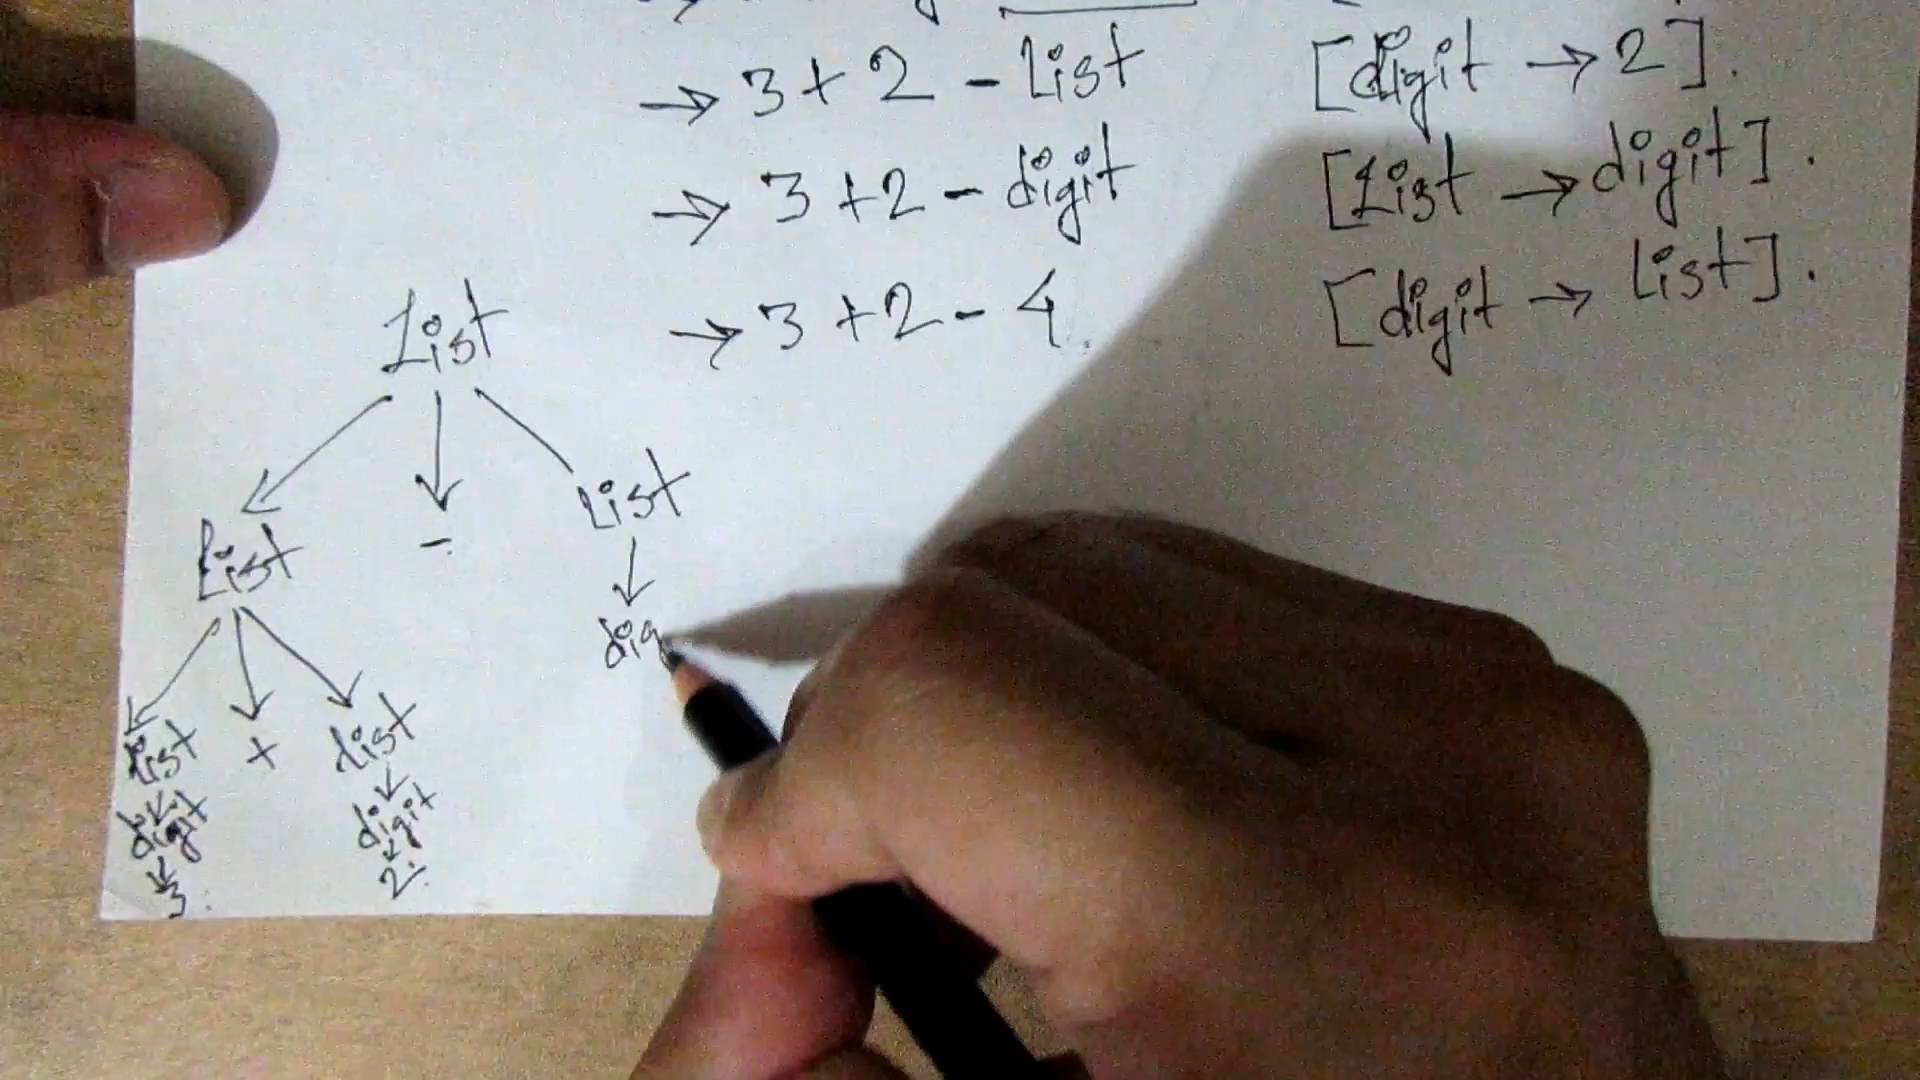 → 3 + 2 - List [digit → 2].
→ 3 + 2 - digit [List → digit].
→ 3 + 2 - 4. [digit → list].
List
List - List
dig
List + List
digit digit
3. 2.